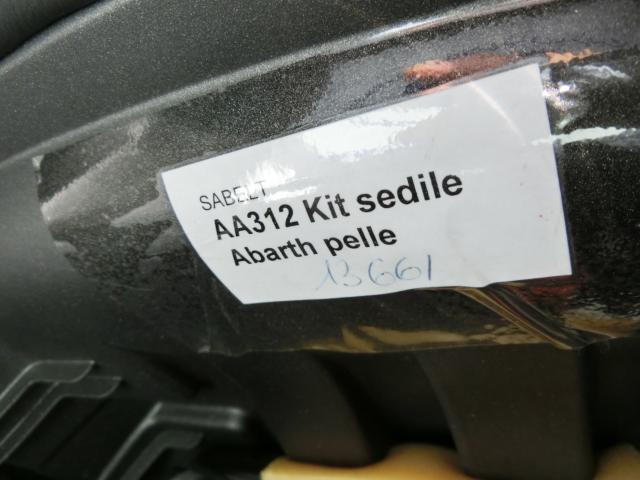 SABELT
AA312 Kit sedile
Abarth pelle
13661